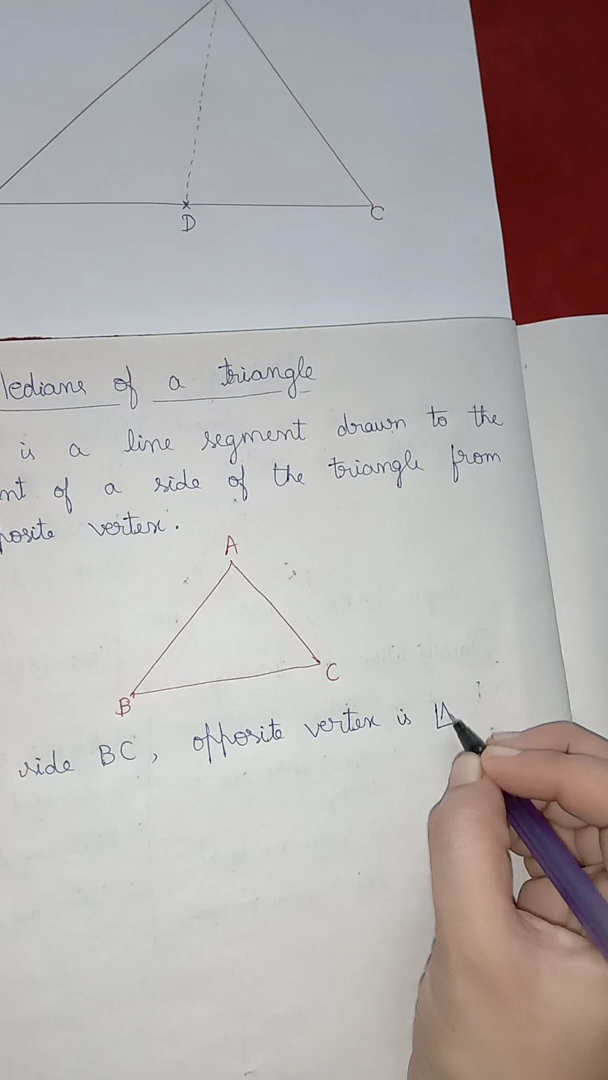 D
C
ledians of a triangle
is a line segment drawn to the
nt of a side of the triangle from
posite vertex.
A
B
C
side BC, opposite vertex is A